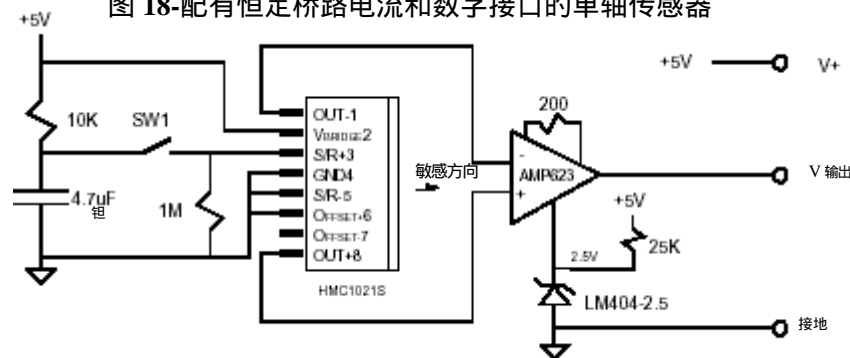 图 18-配有恒定桥路电流和数字接口的单轴传感器
+5V
+5V
V+
10K
SW1
OUT-1
VBRIDGE2
S/R+3
GND4
S/R-5
OFFSET+6
OFFSET-7
OUT+8
HMC1021S
4.7uF
钽
1M
敏感方向
200
-
AMP623
+
V 输出
+5V
25K
2.5V
LM404-2.5
接地